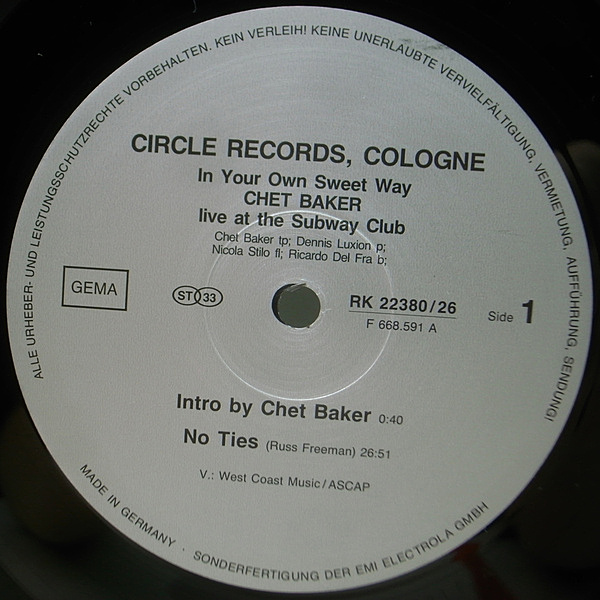 ALLE URHEBER- UND LEISTUNGSSCHUTZRECHTE VORBEHALTEN. KEIN VERLEIH! KEINE UNERLAUBTE VERVIELFÄLTIGUNG, VERMIETUNG, AUFFÜHRUNG, SENDUNG!
CIRCLE RECORDS, COLOGNE
In Your Own Sweet Way
CHET BAKER
live at the Subway Club
Chet Baker tp; Dennis Luxion p;
Nicola Stilo fl; Ricardo Del Fra b;
GEMA
ST 33
RK 22380/26
F 668.591 A
Side 1
Intro by Chet Baker 0:40
No Ties (Russ Freeman) 26:51
V.: West Coast Music/ASCAP
MADE IN GERMANY · SONDERFERTIGUNG DER EMI ELECTROLA GMBH